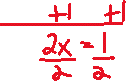 +1 +1
2x = 1
2 2